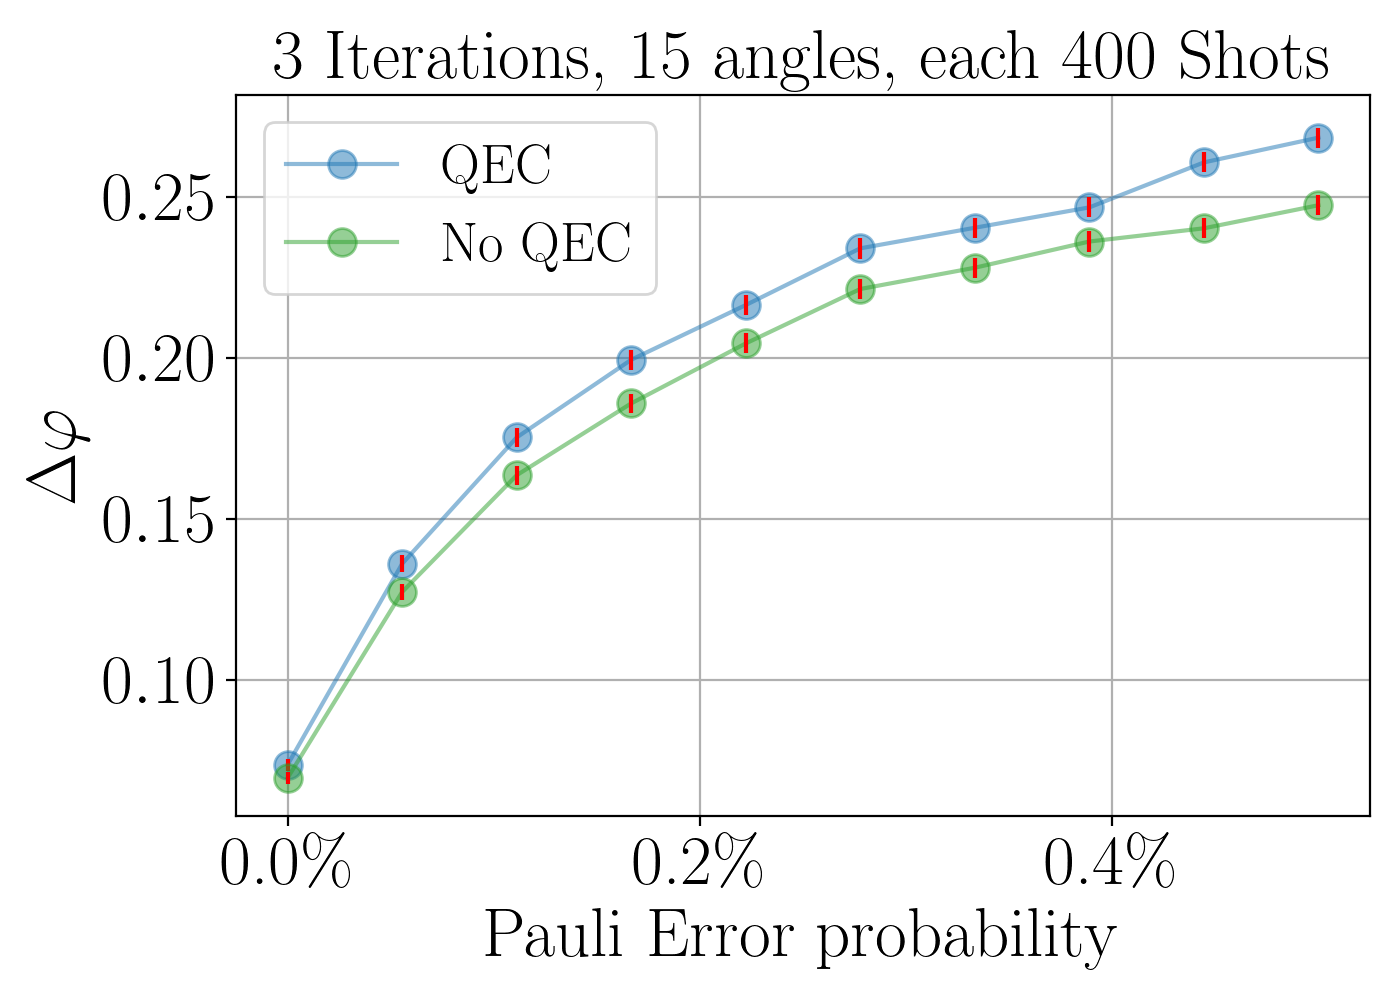 3 Iterations, 15 angles, each 400 Shots
QEC
No QEC
0.25
0.20
0.15
0.10
Δφ
0.0% 0.2% 0.4%
Pauli Error probability